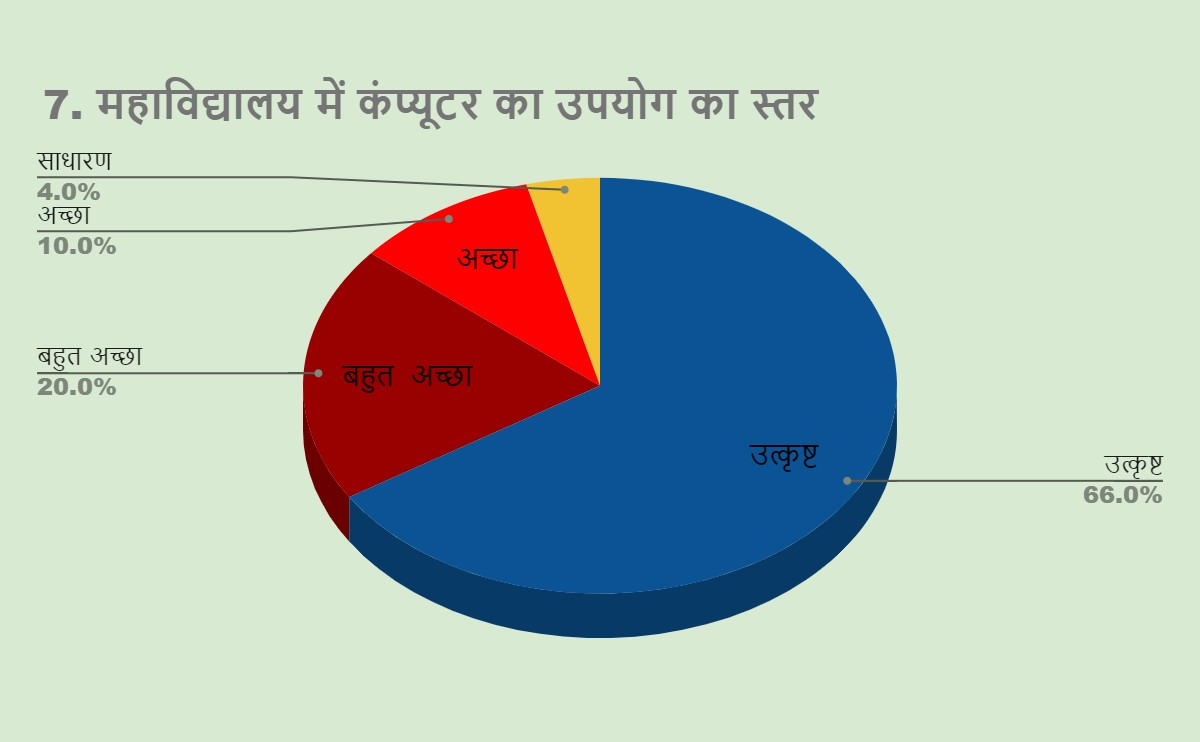 7. महाविद्यालय में कंप्यूटर का उपयोग का स्तर
साधारण
4.0%
अच्छा
10.0%
अच्छा
बहुत अच्छा
20.0%
बहुत अच्छा
उत्कृष्ट
उत्कृष्ट
66.0%